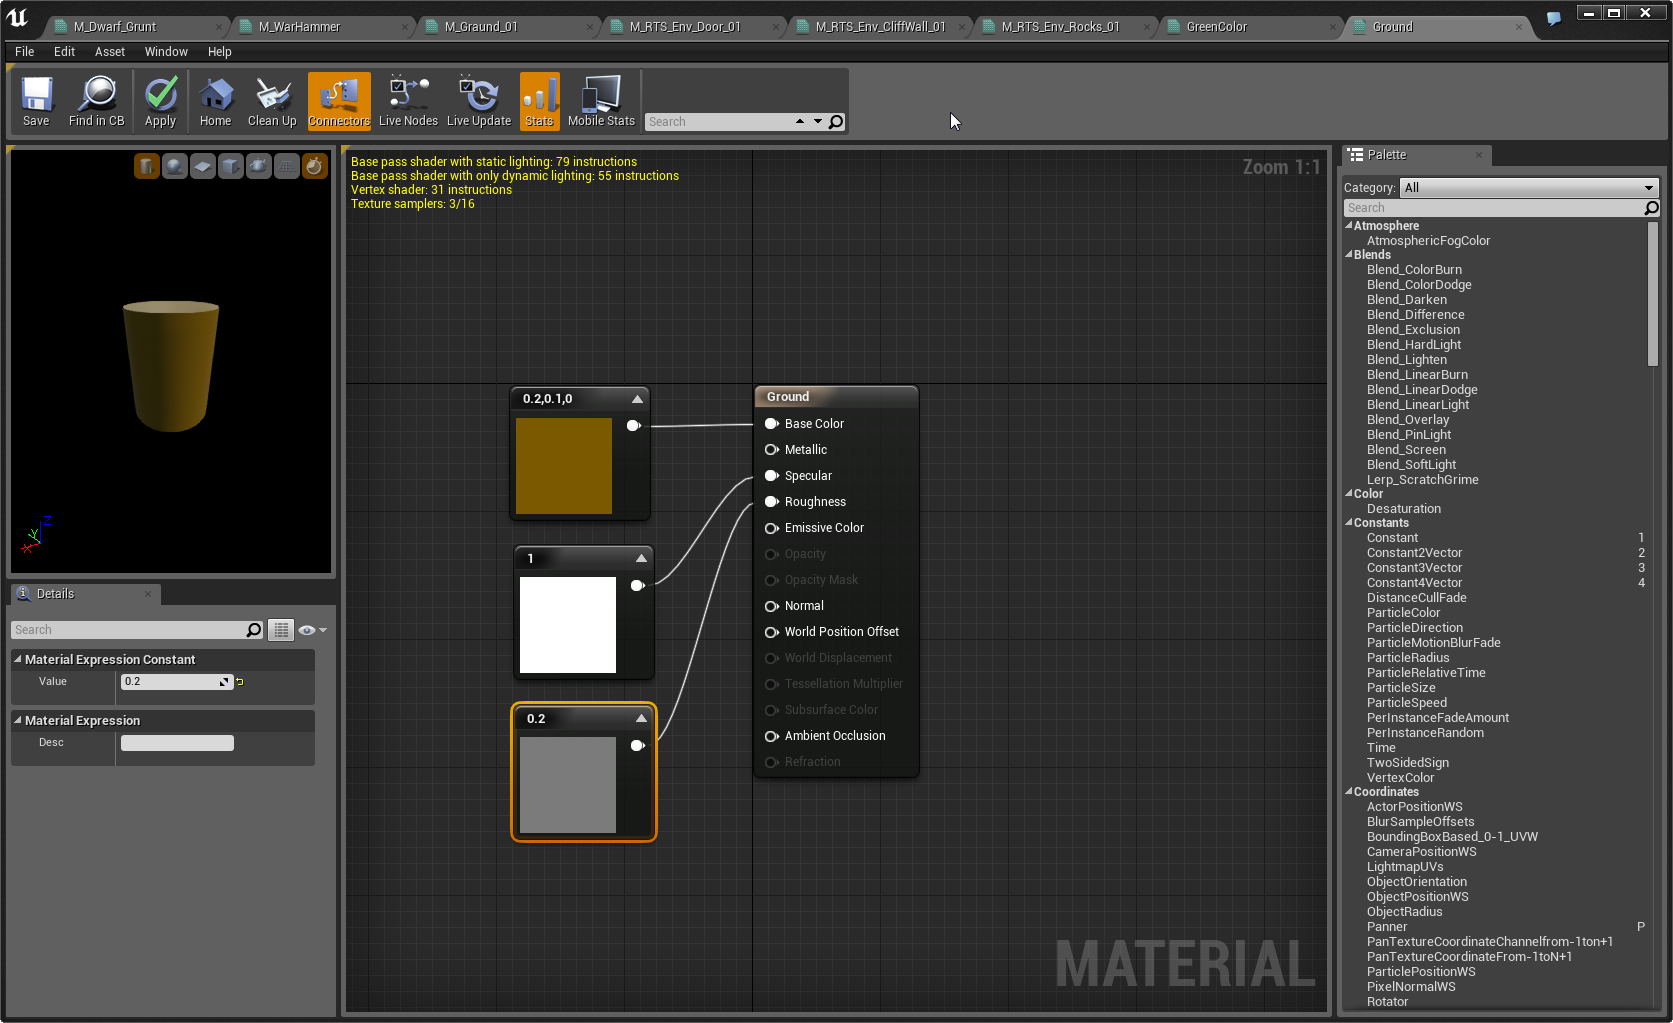 M_Dwarf_Grunt
M_WarHammer
M_Graund_01
M_RTS_Env_Door_01
M_RTS_Env_CliffWall_01
M_RTS_Env_Rocks_01
GreenColor
Ground
File Edit Asset Window Help
Save
Find in CB
Apply
Home
Clean Up
Connectors
Live Nodes
Live Update
Stats
Mobile Stats
Search
Base pass shader with static lighting: 79 instructions
Base pass shader with only dynamic lighting: 55 instructions
Vertex shader: 31 instructions
Texture samplers: 3/16
Zoom 1:1
Z
Y
X
Details
Search
Material Expression Constant
Value 0.2
Material Expression
Desc
0.2,0.1,0
1
0.2
Ground
Base Color
Metallic
Specular
Roughness
Emissive Color
Opacity
Opacity Mask
Normal
World Position Offset
World Displacement
Tessellation Multiplier
Subsurface Color
Ambient Occlusion
Refraction
MATERIAL
Palette
Category: All
Search
Atmosphere
AtmosphericFogColor
Blends
Blend_ColorBurn
Blend_ColorDodge
Blend_Darken
Blend_Difference
Blend_Exclusion
Blend_HardLight
Blend_Lighten
Blend_LinearBurn
Blend_LinearDodge
Blend_LinearLight
Blend_Overlay
Blend_PinLight
Blend_Screen
Blend_SoftLight
Lerp_ScratchGrime
Color
Desaturation
Constants
Constant 1
Constant2Vector 2
Constant3Vector 3
Constant4Vector 4
DistanceCullFade
ParticleColor
ParticleDirection
ParticleMotionBlurFade
ParticleRadius
ParticleRelativeTime
ParticleSize
ParticleSpeed
PerInstanceFadeAmount
PerInstanceRandom
Time
TwoSidedSign
VertexColor
Coordinates
ActorPositionWS
BlurSampleOffsets
BoundingBoxBased_0-1_UVW
CameraPositionWS
LightmapUVs
ObjectOrientation
ObjectPositionWS
ObjectRadius
Panner P
PanTextureCoordinateChannelfrom-1ton+1
PanTextureCoordinateFrom-1toN+1
ParticlePositionWS
PixelNormalWS
Rotator